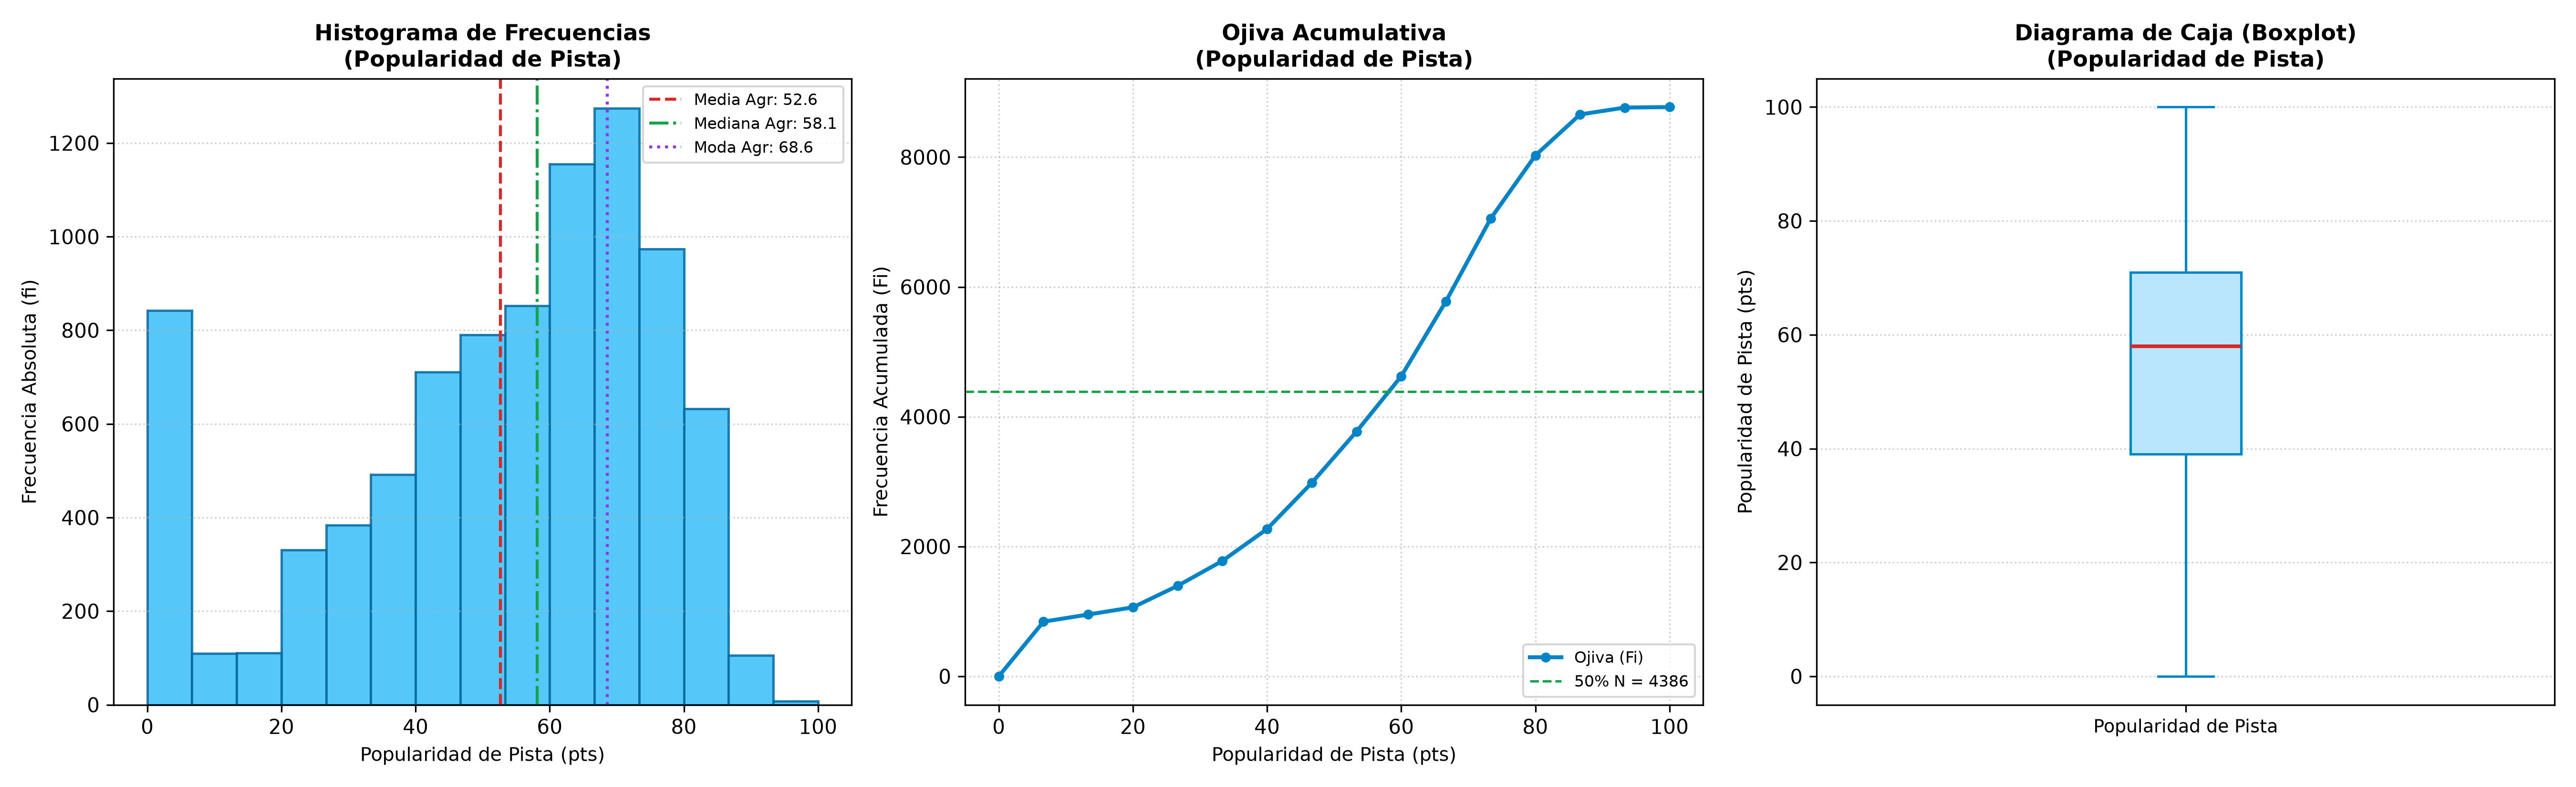 Histograma de Frecuencias
(Popularidad de Pista)
Frecuencia Absoluta (fi)
1200
1000
800
600
400
200
0
Media Agr: 52.6
Mediana Agr: 58.1
Moda Agr: 68.6
0 20 40 60 80 100
Popularidad de Pista (pts)
Ojiva Acumulativa
(Popularidad de Pista)
Frecuencia Acumulada (Fi)
8000
6000
4000
2000
0
Ojiva (Fi)
50% N = 4386
0 20 40 60 80 100
Popularidad de Pista (pts)
Diagrama de Caja (Boxplot)
(Popularidad de Pista)
Popularidad de Pista (pts)
100
80
60
40
20
0
Popularidad de Pista